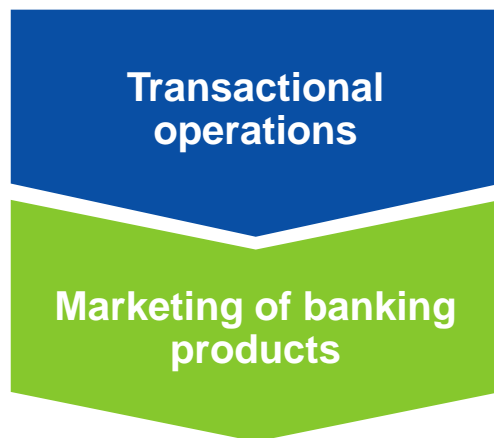 Transactional
operations
Marketing of banking
products